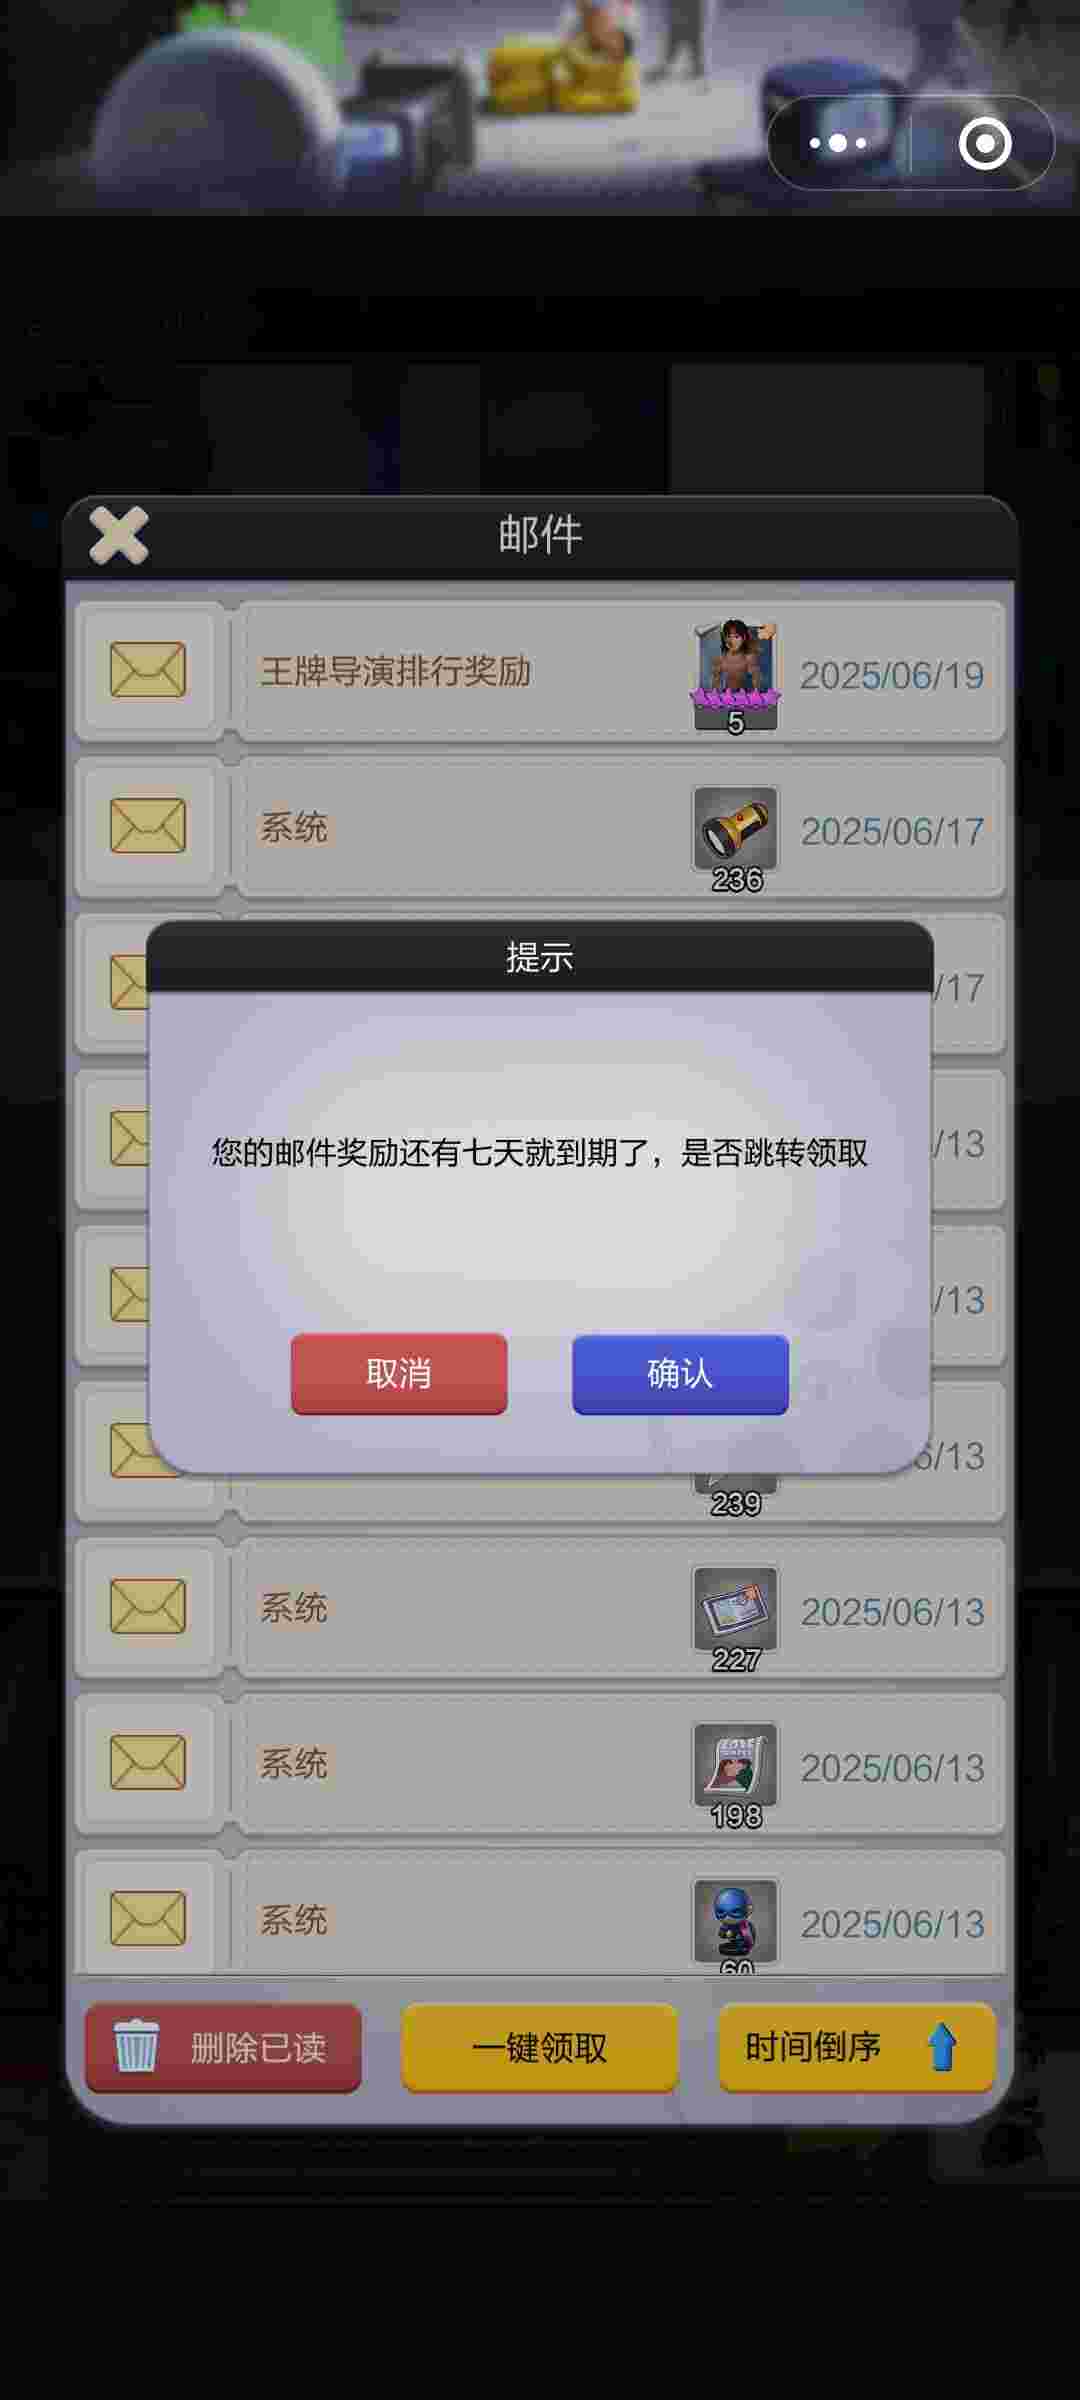 邮件
王牌导演排行奖励
5
2025/06/19
系统
236
2025/06/17
提示
/17
您的邮件奖励还有七天就到期了，是否跳转领取
/13
/13
取消
确认
6/13
239
系统
227
2025/06/13
系统
198
2025/06/13
系统
60
2025/06/13
删除已读
一键领取
时间倒序